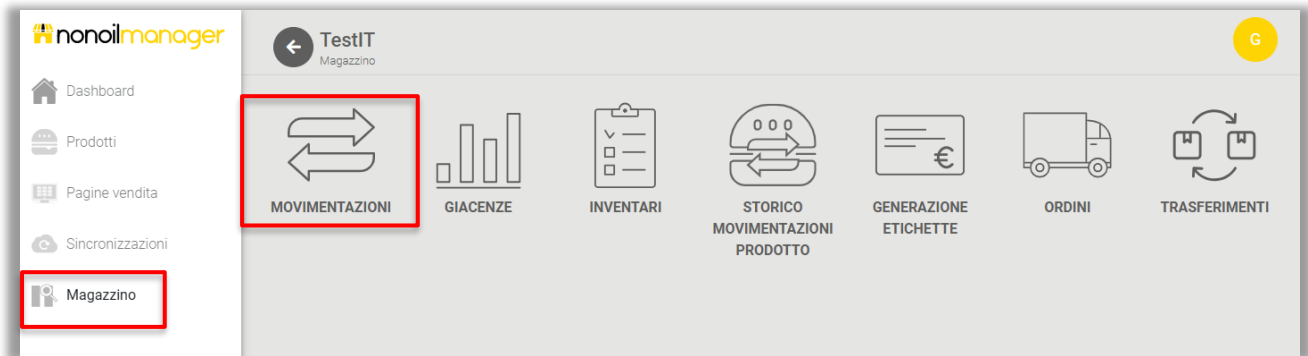 nonoilmanager
TestIT
Magazzino
G
Dashboard
Prodotti
Pagine vendita
Sincronizzazioni
Magazzino
MOVIMENTAZIONI
GIACENZE
INVENTARI
STORICO
MOVIMENTAZIONI
PRODOTTO
GENERAZIONE
ETICHETTE
€
ORDINI
TRASFERIMENTI